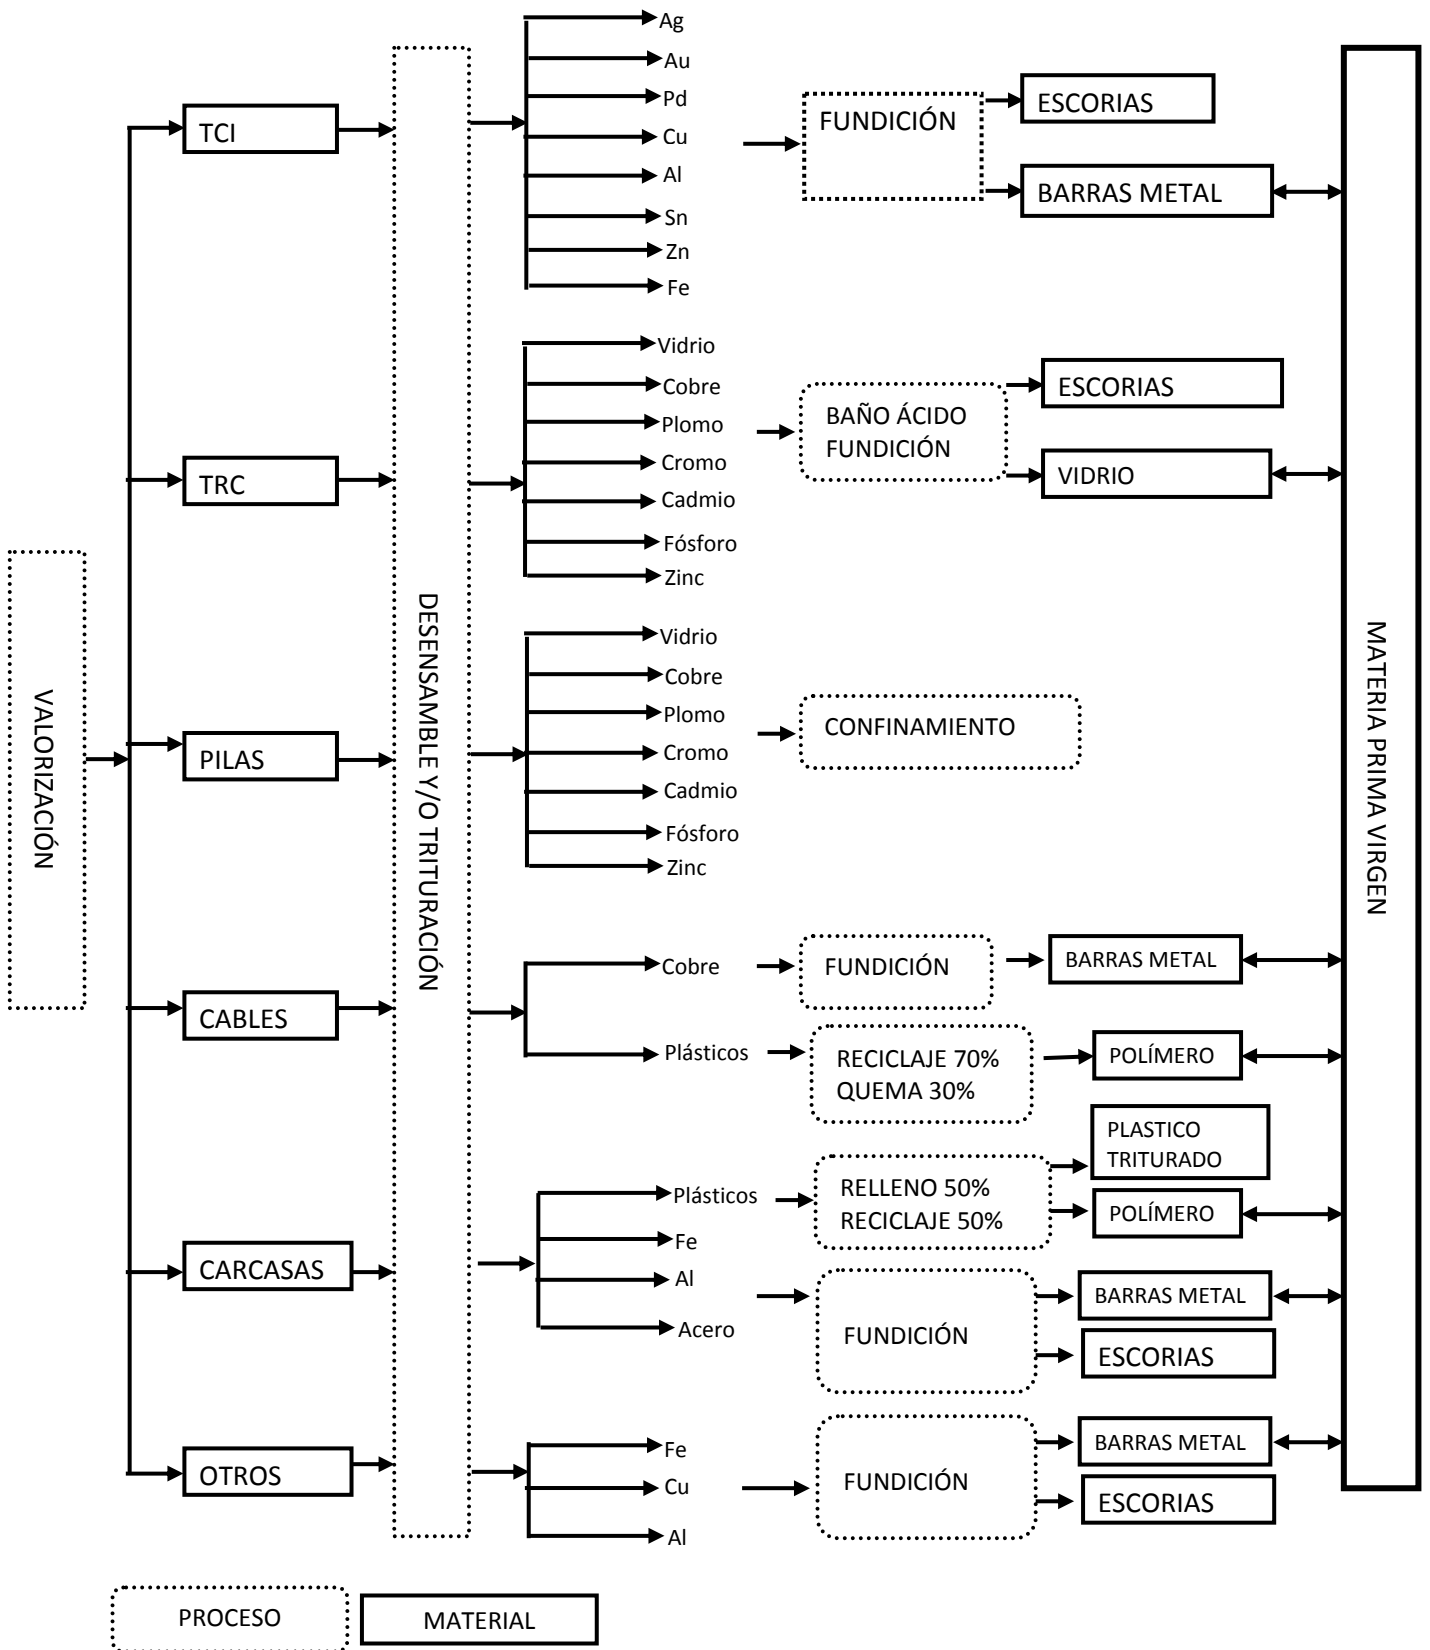 VALORIZACIÓN
TCI
TRC
PILAS
CABLES
CARCASAS
OTROS
DESENSAMBLE Y/O TRITURACIÓN
Ag
Au
Pd
Cu
Al
Sn
Zn
Fe
FUNDICIÓN
ESCORIAS
BARRAS METAL
Vidrio
Cobre
Plomo
Cromo
Cadmio
Fósforo
Zinc
BAÑO ÁCIDO
FUNDICIÓN
ESCORIAS
VIDRIO
Vidrio
Cobre
Plomo
Cromo
Cadmio
Fósforo
Zinc
CONFINAMIENTO
Cobre
FUNDICIÓN
BARRAS METAL
Plásticos
RECICLAJE 70%
QUEMA 30%
POLÍMERO
Plásticos
Fe
Al
Acero
RELLENO 50%
RECICLAJE 50%
PLASTICO
TRITURADO
POLÍMERO
FUNDICIÓN
BARRAS METAL
ESCORIAS
Fe
Cu
Al
FUNDICIÓN
BARRAS METAL
ESCORIAS
MATERIA PRIMA VIRGEN
PROCESO
MATERIAL